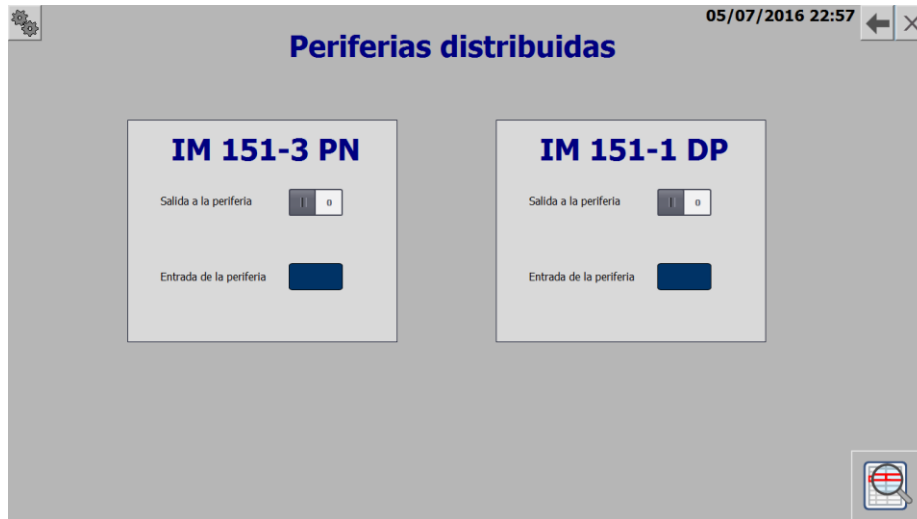 05/07/2016 22:57
Periferias distribuidas
IM 151-3 PN
Salida a la periferia
0
Entrada de la periferia
IM 151-1 DP
Salida a la periferia
0
Entrada de la periferia